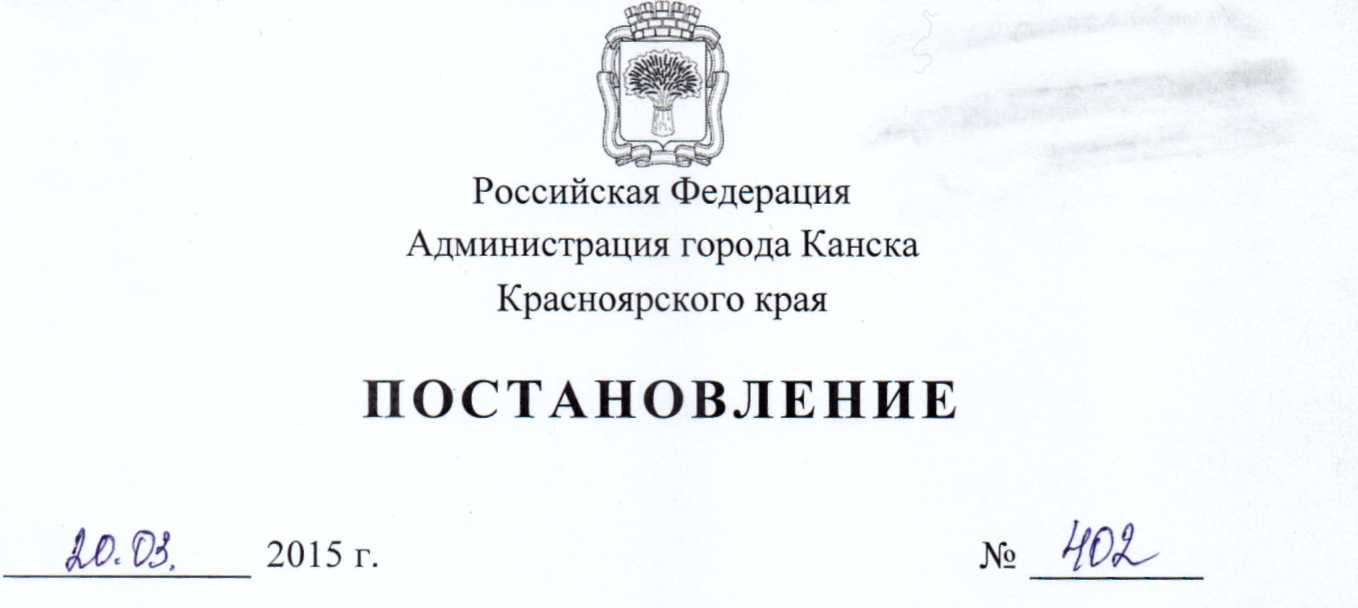 Российская Федерация
Администрация города Канска
Красноярского края
ПОСТАНОВЛЕНИЕ
20.03. 2015 г. № 402